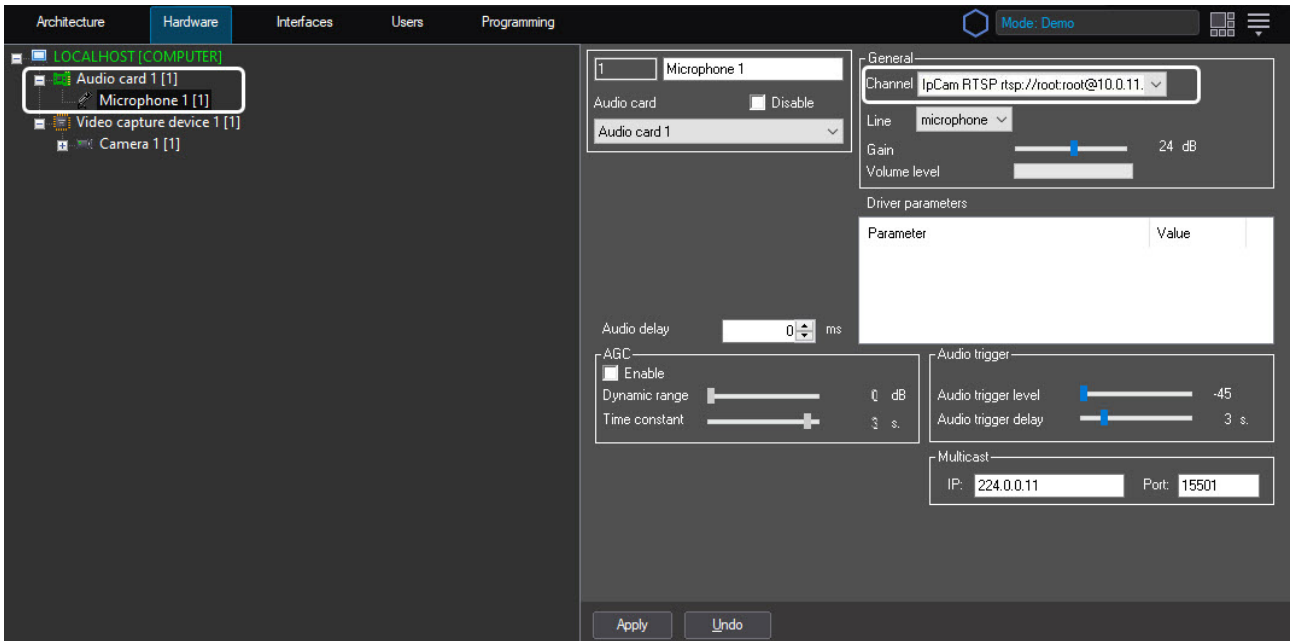 Architecture Hardware Interfaces Users Programming Mode: Demo
LOCALHOST [COMPUTER]
Audio card 1 [1]
Microphone 1 [1]
Video capture device 1 [1]
Camera 1 [1]
1 Microphone 1
Audio card Disable
Audio card 1
General
Channel IpCam RTSP rtsp://root:root@10.0.11.
Line microphone
Gain 24 dB
Volume level
Driver parameters
Parameter Value
Audio delay 0 ms
AGC
Enable
Dynamic range 0 dB
Time constant 3 s.
Audio trigger
Audio trigger level -45
Audio trigger delay 3 s.
Multicast
IP: 224.0.0.11 Port: 15501
Apply Undo